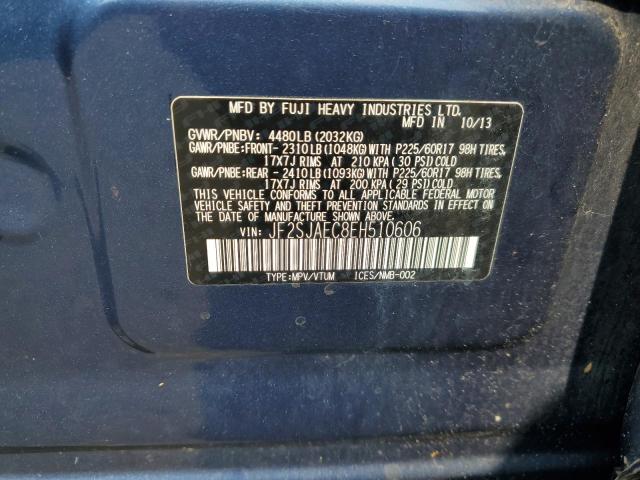 MFD BY FUJI HEAVY INDUSTRIES LTD.
MFD IN 10/13
GVWR/PNBV: 4480LB(2032KG)
GAWR/PNBE:FRONT- 2310LB(1048KG)WITH P225/60R17 98H TIRES,
17X7J RIMS AT 210 KPA(30 PSI)COLD
GAWR/PNBE:REAR - 2410LB(1093KG)WITH P225/60R17 98H TIRES,
17X7J RIMS AT 200 KPA(29 PSI)COLD
THIS VEHICLE CONFORMS TO ALL APPLICABLE FEDERAL MOTOR
VEHICLE SAFETY AND THEFT PREVENTION STANDARDS IN EFFECT
ON THE DATE OF MANUFACTURE SHOWN ABOVE.
VIN: JF2SJAEC8EH510606
TYPE:MPV/VTUM ICES/NMB-002